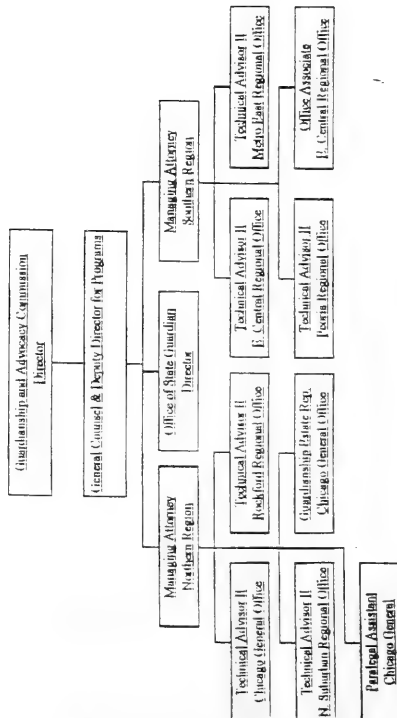 Guardianship and Advocacy Commission
Director
General Counsel & Deputy Director for Programs
Managing Attorney
Northern Region
Office of State Guardian
Director
Managing Attorney
Southern Region
Technical Advisor II
Chicago General Office
Technical Advisor II
Rockford Regional Office
Technical Advisor II
E. Central Regional Office
Technical Advisor II
Metro East Regional Office
Technical Advisor II
N. Suburban Regional Office
Guardianship Estate Rep.
Chicago General Office
Technical Advisor II
Peoria Regional Office
Office Associate
E. Central Regional Office
Paralegal Assistant
Chicago General